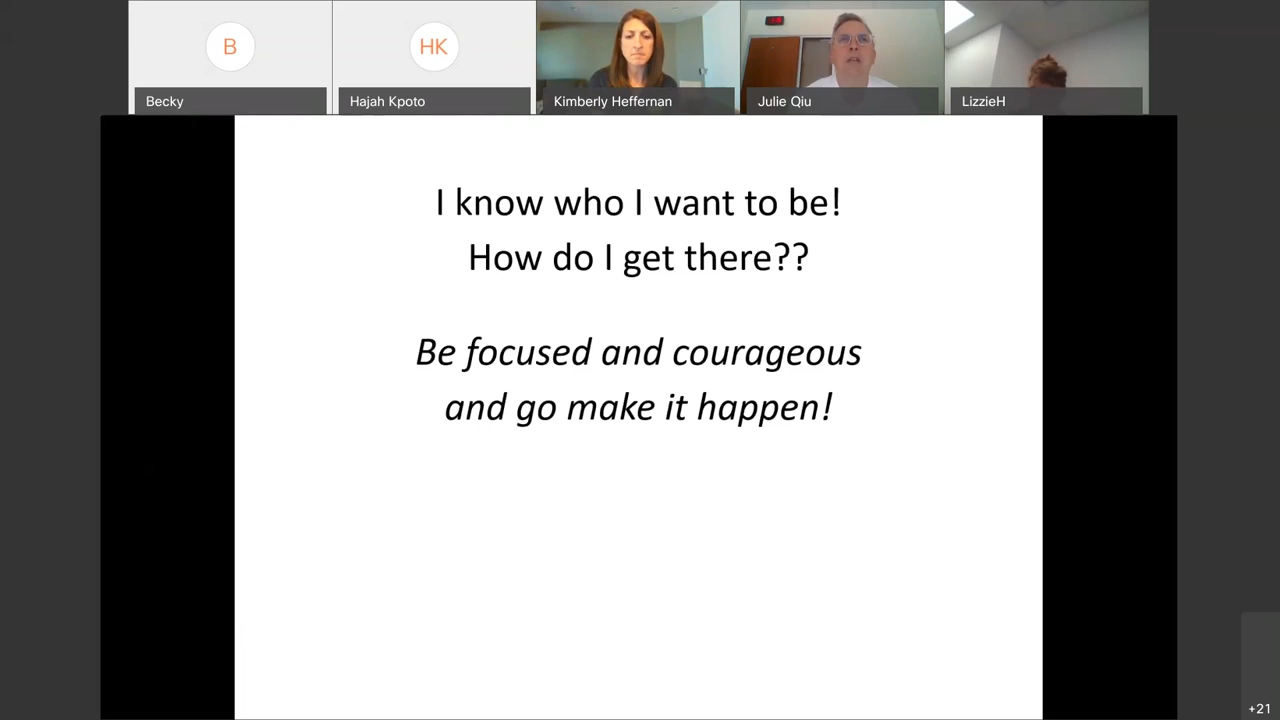 B
HK
Becky
Hajah Kpoto
Kimberly Heffernan
Julie Qiu
LizzieH
I know who I want to be!
How do I get there??
Be focused and courageous
and go make it happen!
+21